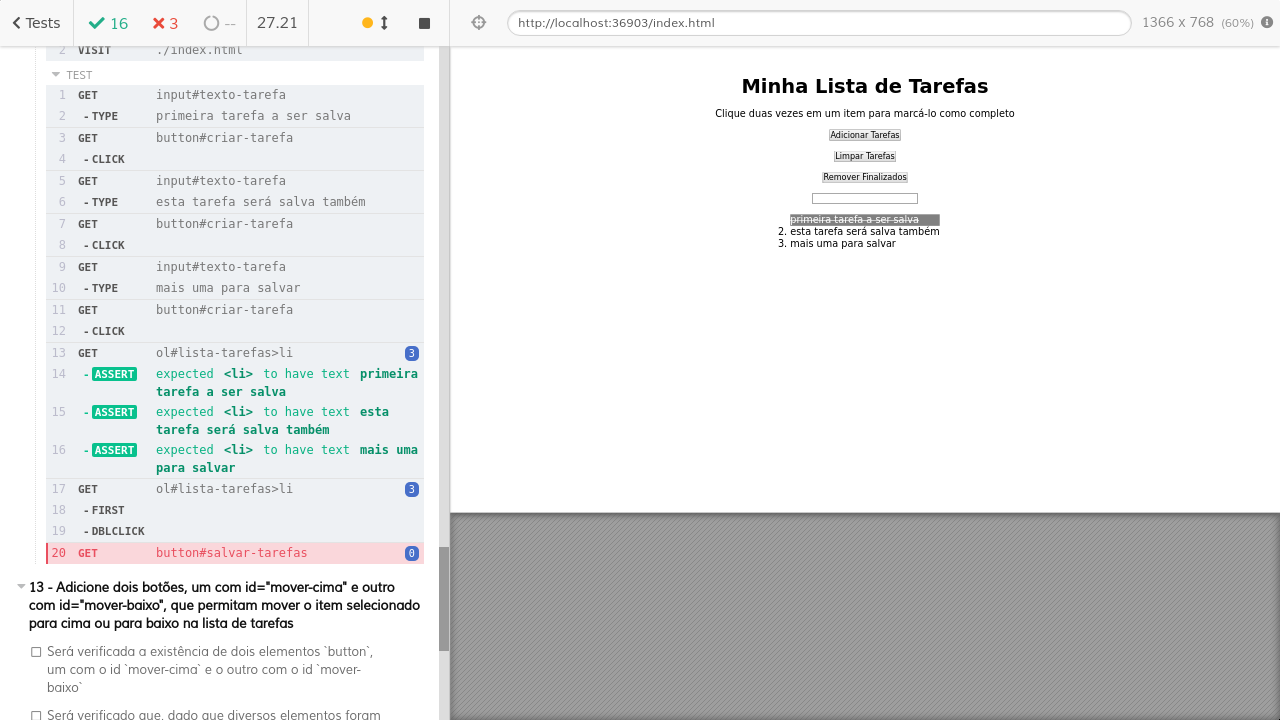 Tests 16 3 -- 27.21
2 VISIT ./index.html
TEST
1 GET input#texto-tarefa
2 -TYPE primeira tarefa a ser salva
3 GET button#criar-tarefa
4 -CLICK
5 GET input#texto-tarefa
6 -TYPE esta tarefa será salva também
7 GET button#criar-tarefa
8 -CLICK
9 GET input#texto-tarefa
10 -TYPE mais uma para salvar
11 GET button#criar-tarefa
12 -CLICK
13 GET ol#lista-tarefas>li 3
14 -ASSERT expected <li> to have text primeira
tarefa a ser salva
15 -ASSERT expected <li> to have text esta
tarefa será salva também
16 -ASSERT expected <li> to have text mais uma
para salvar
17 GET ol#lista-tarefas>li 3
18 -FIRST
19 -DBLCLICK
20 GET button#salvar-tarefas 0
13 - Adicione dois botões, um com id="mover-cima" e outro
com id="mover-baixo", que permitam mover o item selecionado
para cima ou para baixo na lista de tarefas
Será verificada a existência de dois elementos `button`,
um com o id `mover-cima` e o outro com o id `mover-
baixo`
Será verificado que, dado que diversos elementos foram
http://localhost:36903/index.html 1366 x 768 (60%)
Minha Lista de Tarefas
Clique duas vezes em um item para marcá-lo como completo
Adicionar Tarefas
Limpar Tarefas
Remover Finalizados
primeira tarefa a ser salva
2. esta tarefa será salva também
3. mais uma para salvar